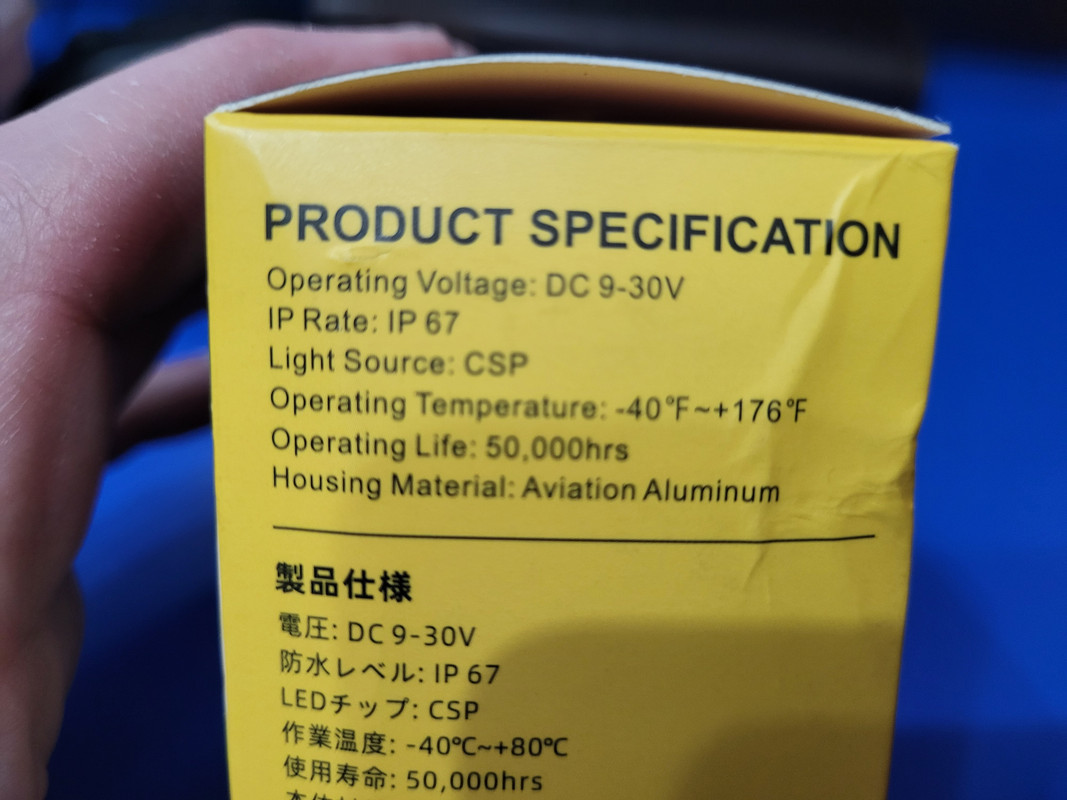 PRODUCT SPECIFICATION
Operating Voltage: DC 9-30V
IP Rate: IP 67
Light Source: CSP
Operating Temperature: -40℉~+176℉
Operating Life: 50,000hrs
Housing Material: Aviation Aluminum
製品仕様
電圧: DC 9-30V
防水レベル: IP 67
LEDチップ: CSP
作業温度: -40℃~+80℃
使用寿命: 50,000hrs